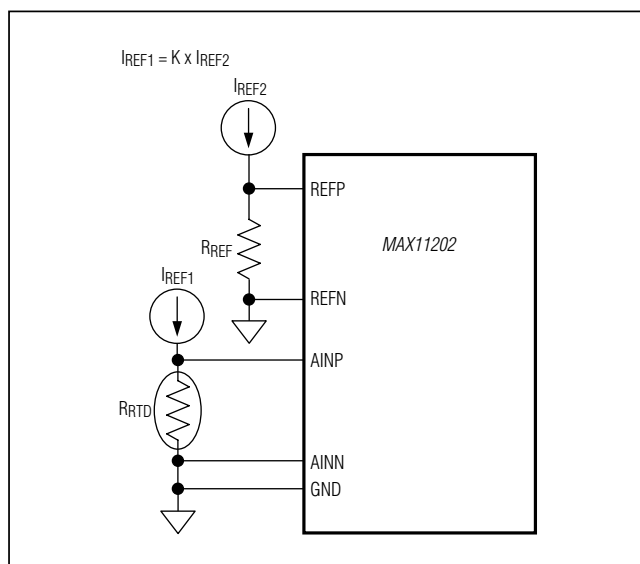 IREF1 = K x IREF2
IREF2
REFP
MAX11202
RREF
IREF1
REFN
AINP
RRTD
AINN
GND